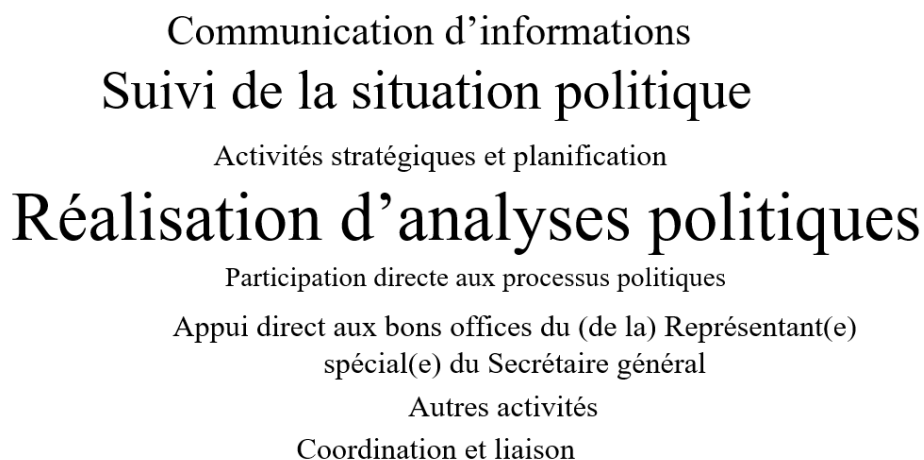 Communication d’informations
Suivi de la situation politique
Activités stratégiques et planification
Réalisation d’analyses politiques
Participation directe aux processus politiques
Appui direct aux bons offices du (de la) Représentant(e)
spécial(e) du Secrétaire général
Autres activités
Coordination et liaison